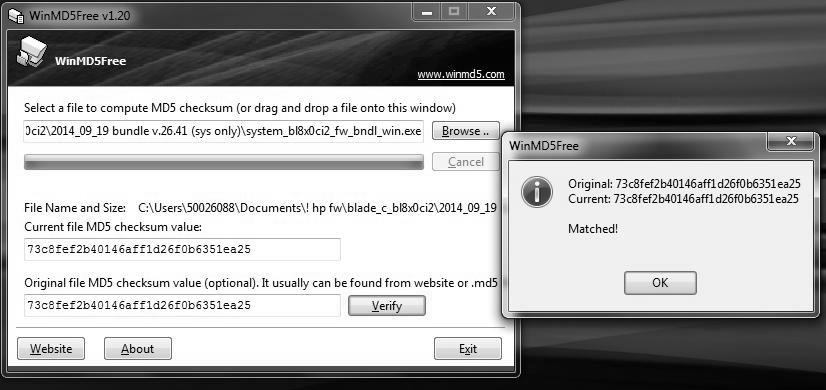 WinMD5Free v1.20
WinMD5Free
www.winmd5.com
Select a file to compute MD5 checksum (or drag and drop a file onto this window)
0ci2\2014_09_19 bundle v.26.41 (sys only)\system_bl8x0ci2_fw_bndl_win.exe
Browse ..
Cancel
File Name and Size: C:\Users\50026088\Documents\! hp fw\blade_c_bl8x0ci2\2014_09_19
Current file MD5 checksum value:
73c8fef2b40146aff1d26f0b6351ea25
Original file MD5 checksum value (optional). It usually can be found from website or .md5
73c8fef2b40146aff1d26f0b6351ea25
Verify
Website
About
Exit
WinMD5Free
Original: 73c8fef2b40146aff1d26f0b6351ea25
Current: 73c8fef2b40146aff1d26f0b6351ea25
Matched!
OK